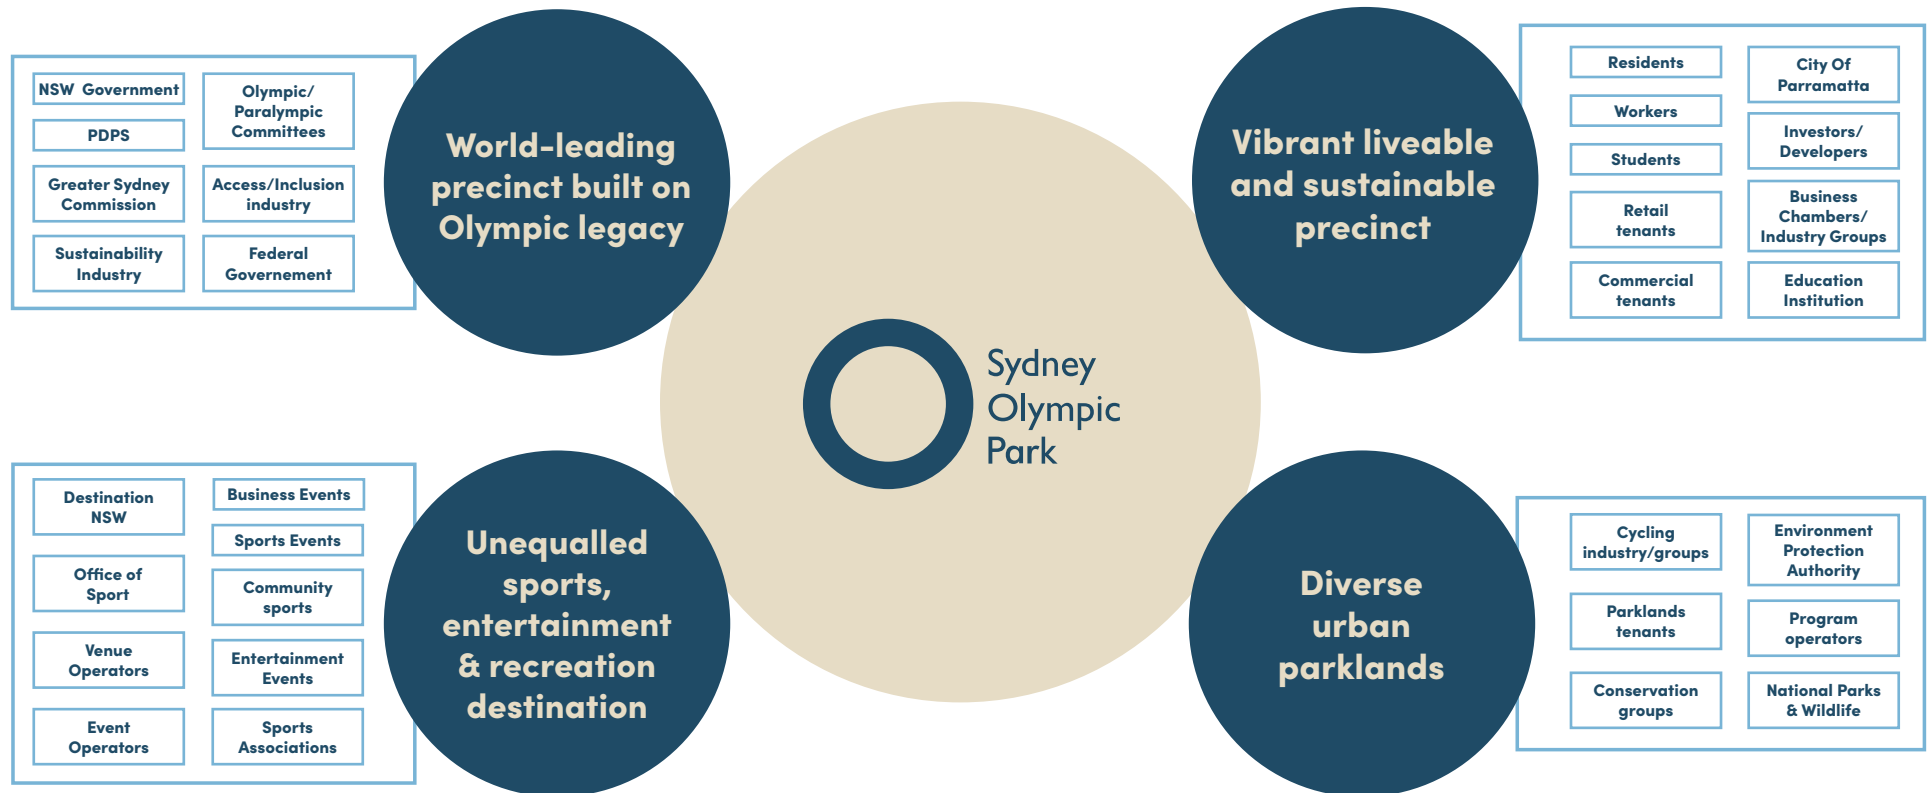 NSW  Government
PDPS
Greater Sydney
Commission
Sustainability
Industry
Olympic/
Paralympic
Committees
Access/Inclusion
industry
Federal
Governement
World-leading
precinct built on
Olympic legacy
Vibrant liveable
and sustainable
precinct
Residents
Workers
Students
Retail
tenants
Commercial
tenants
City Of
Parramatta
Investors/
Developers
Business
Chambers/
Industry Groups
Education
Institution
Sydney
Olympic
Park
Destination
NSW
Office of
Sport
Venue
Operators
Event
Operators
Business Events
Sports Events
Community
sports
Entertainment
Events
Sports
Associations
Unequalled
sports,
entertainment
& recreation
destination
Diverse
urban
parklands
Cycling
industry/groups
Parklands
tenants
Conservation
groups
Environment
Protection
Authority
Program
operators
National Parks
& Wildlife